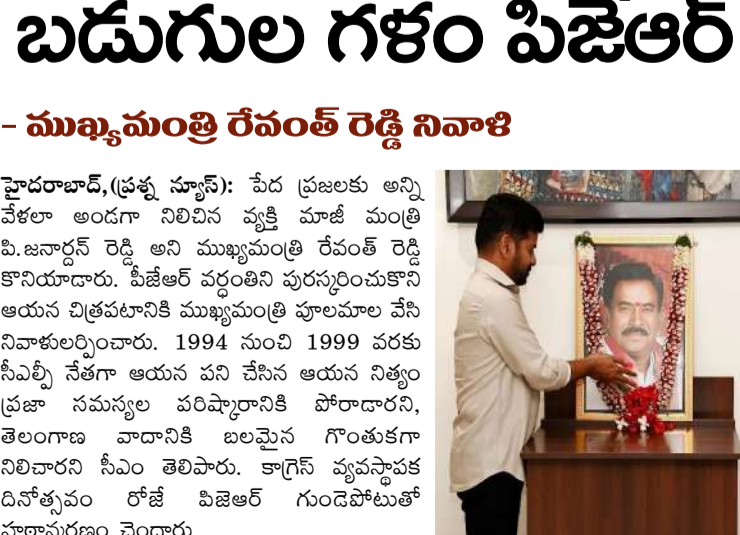 బడుగుల గళం పిజేఆర్
- ముఖ్యమంత్రి రేవంత్ రెడ్డి నివాళి
హైదరాబాద్,(ప్రశ్న న్యూస్): పేద ప్రజలకు అన్ని
వేళలా అండగా నిలిచిన వ్యక్తి మాజీ మంత్రి
పి.జనార్దన్ రెడ్డి అని ముఖ్యమంత్రి రేవంత్ రెడ్డి
కొనియాడారు. పీజేఆర్ వర్ధంతిని పురస్కరించుకొని
ఆయన చిత్రపటానికి ముఖ్యమంత్రి పూలమాల వేసి
నివాళులర్పించారు. 1994 నుంచి 1999 వరకు
సీఎల్పీ నేతగా ఆయన పని చేసిన ఆయన నిత్యం
ప్రజా సమస్యల పరిష్కారానికి పోరాడారని,
తెలంగాణ వాదానికి బలమైన గొంతుకగా
నిలిచారని సీఎం తెలిపారు. కాగ్రెస్ వ్యవస్థాపక
దినోత్సవం రోజే పిజెఆర్ గుండెపోటుతో
హఠాన్మరణం చెందారు